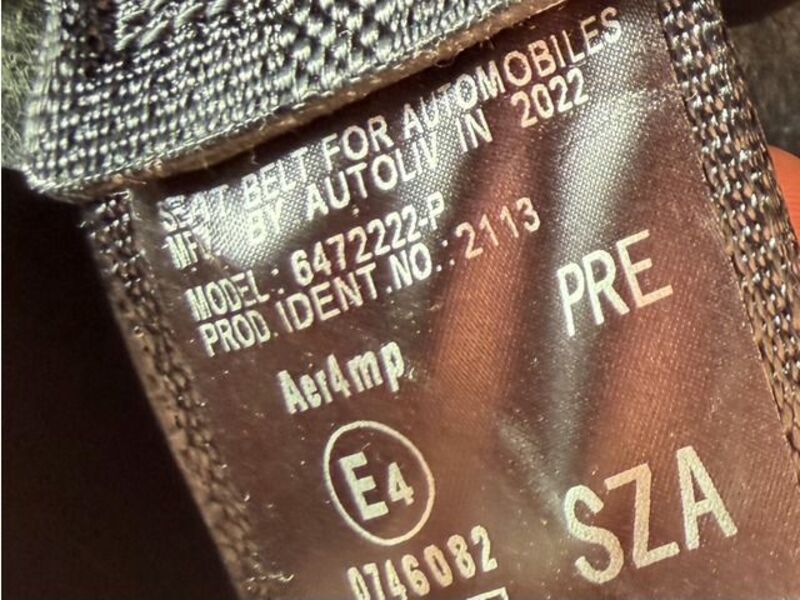 SEAT BELT FOR AUTOMOBILES
MFD BY AUTOLIV IN 2022
MODEL: 6472222-P
PROD. IDENT. NO.: 2113
PRE
Aer4mp
E4
SZA
0746082